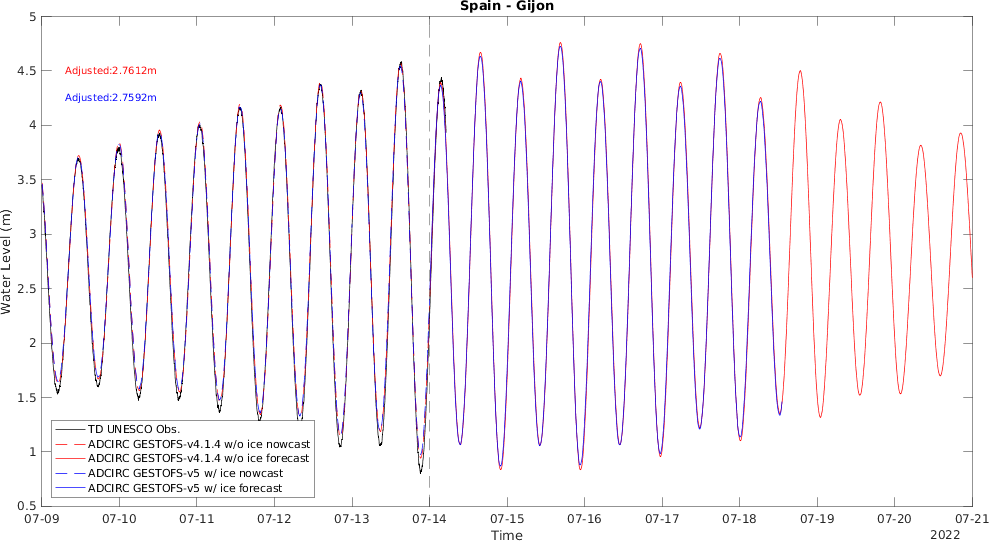 Spain - Gijon
Adjusted:2.7612m
Adjusted:2.7592m
Water Level (m)
5
4.5
4
3.5
3
2.5
2
1.5
1
0.5
TD UNESCO Obs.
ADCIRC GESTOFS-v4.1.4 w/o ice nowcast
ADCIRC GESTOFS-v4.1.4 w/o ice forecast
ADCIRC GESTOFS-v5 w/ ice nowcast
ADCIRC GESTOFS-v5 w/ ice forecast
07-09 07-10 07-11 07-12 07-13 07-14 07-15 07-16 07-17 07-18 07-19 07-20 07-21
Time
2022